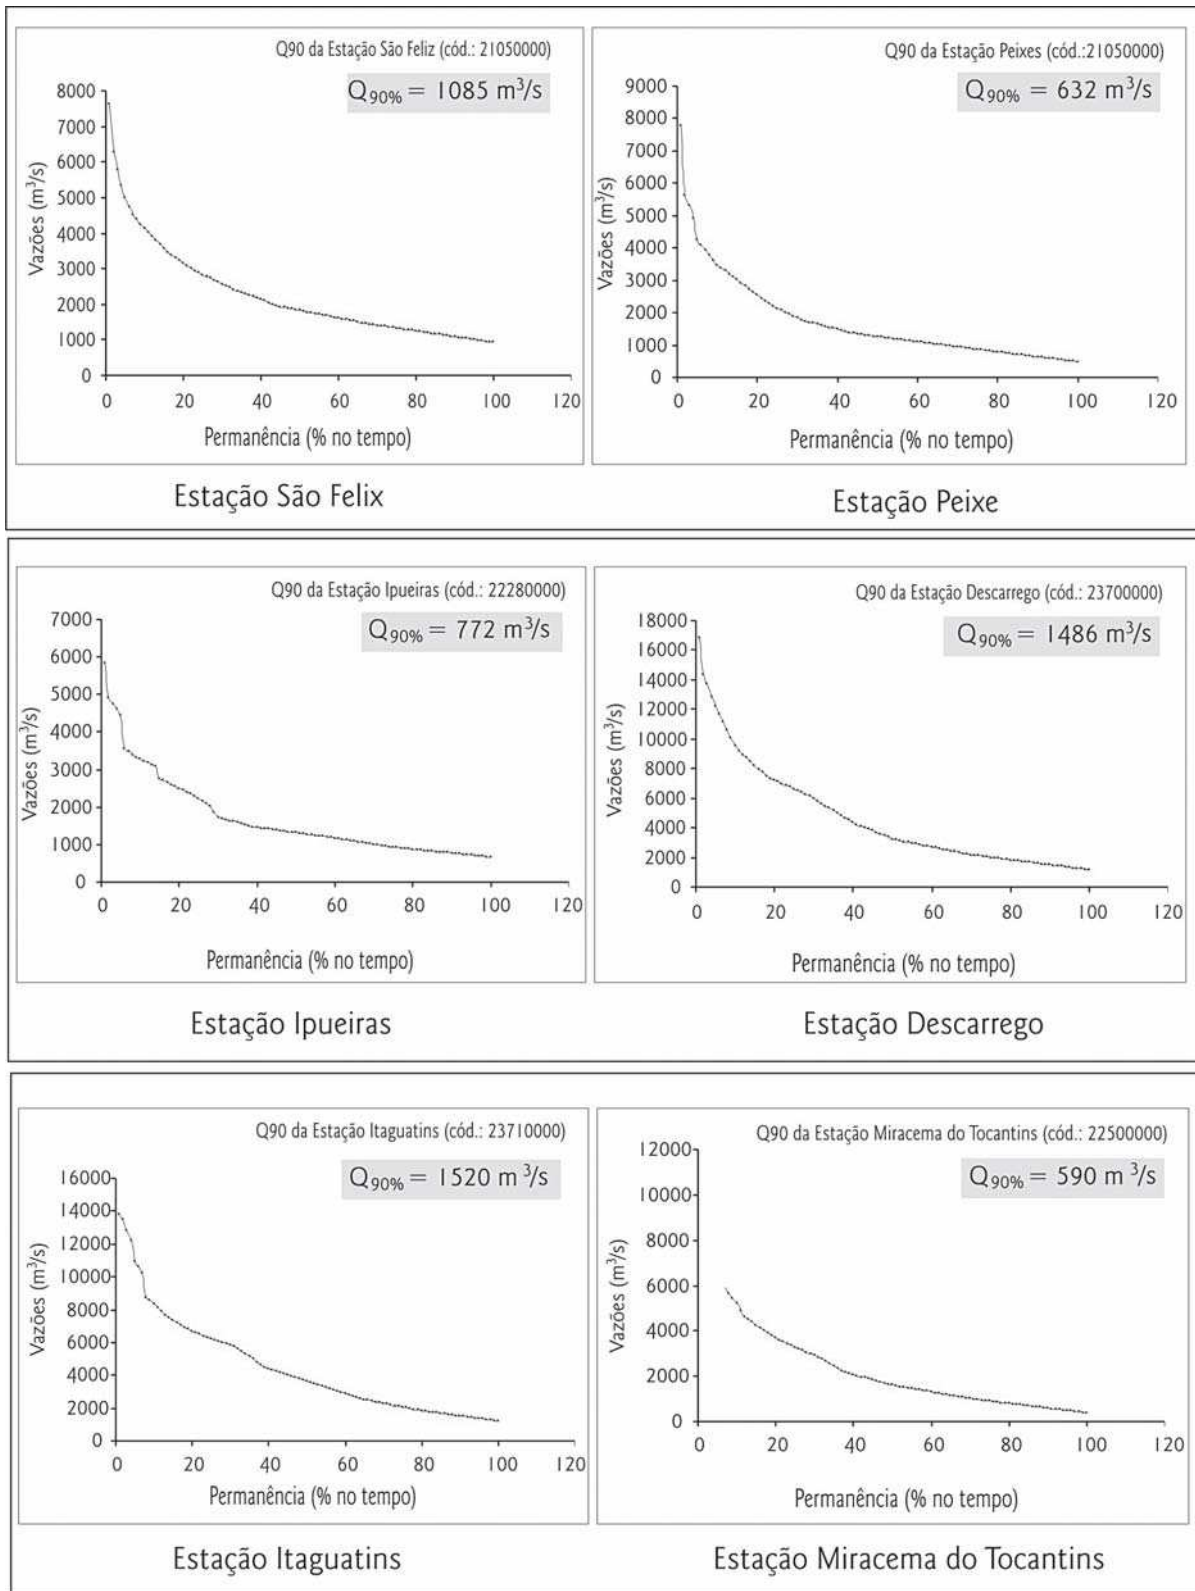 Q90 da Estação São Feliz (cód.: 21050000)
Q90% = 1085 m³/s
8000
7000
6000
5000
4000
3000
2000
1000
0
Vazões (m³/s)
0 20 40 60 80 100 120
Permanência (% no tempo)
Estação São Felix
Q90 da Estação Peixes (cód.:21050000)
Q90% = 632 m³/s
9000
8000
7000
6000
5000
4000
3000
2000
1000
0
Vazões (m³/s)
0 20 40 60 80 100 120
Permanência (% no tempo)
Estação Peixe
Q90 da Estação Ipueiras (cód.: 22280000)
Q90% = 772 m³/s
7000
6000
5000
4000
3000
2000
1000
0
Vazões (m³/s)
0 20 40 60 80 100 120
Permanência (% no tempo)
Estação Ipueiras
Q90 da Estação Descarrego (cód.: 23700000)
Q90% = 1486 m³/s
18000
16000
14000
12000
10000
8000
6000
4000
2000
0
Vazões (m³/s)
0 20 40 60 80 100 120
Permanência (% no tempo)
Estação Descarrego
Q90 da Estação Itaguatins (cód.: 23710000)
Q90% = 1520 m³/s
16000
14000
12000
10000
8000
6000
4000
2000
0
Vazões (m³/s)
0 20 40 60 80 100 120
Permanência (% no tempo)
Estação Itaguatins
Q90 da Estação Miracema do Tocantins (cód.: 22500000)
Q90% = 590 m³/s
12000
10000
8000
6000
4000
2000
0
Vazões (m³/s)
0 20 40 60 80 100 120
Permanência (% no tempo)
Estação Miracema do Tocantins